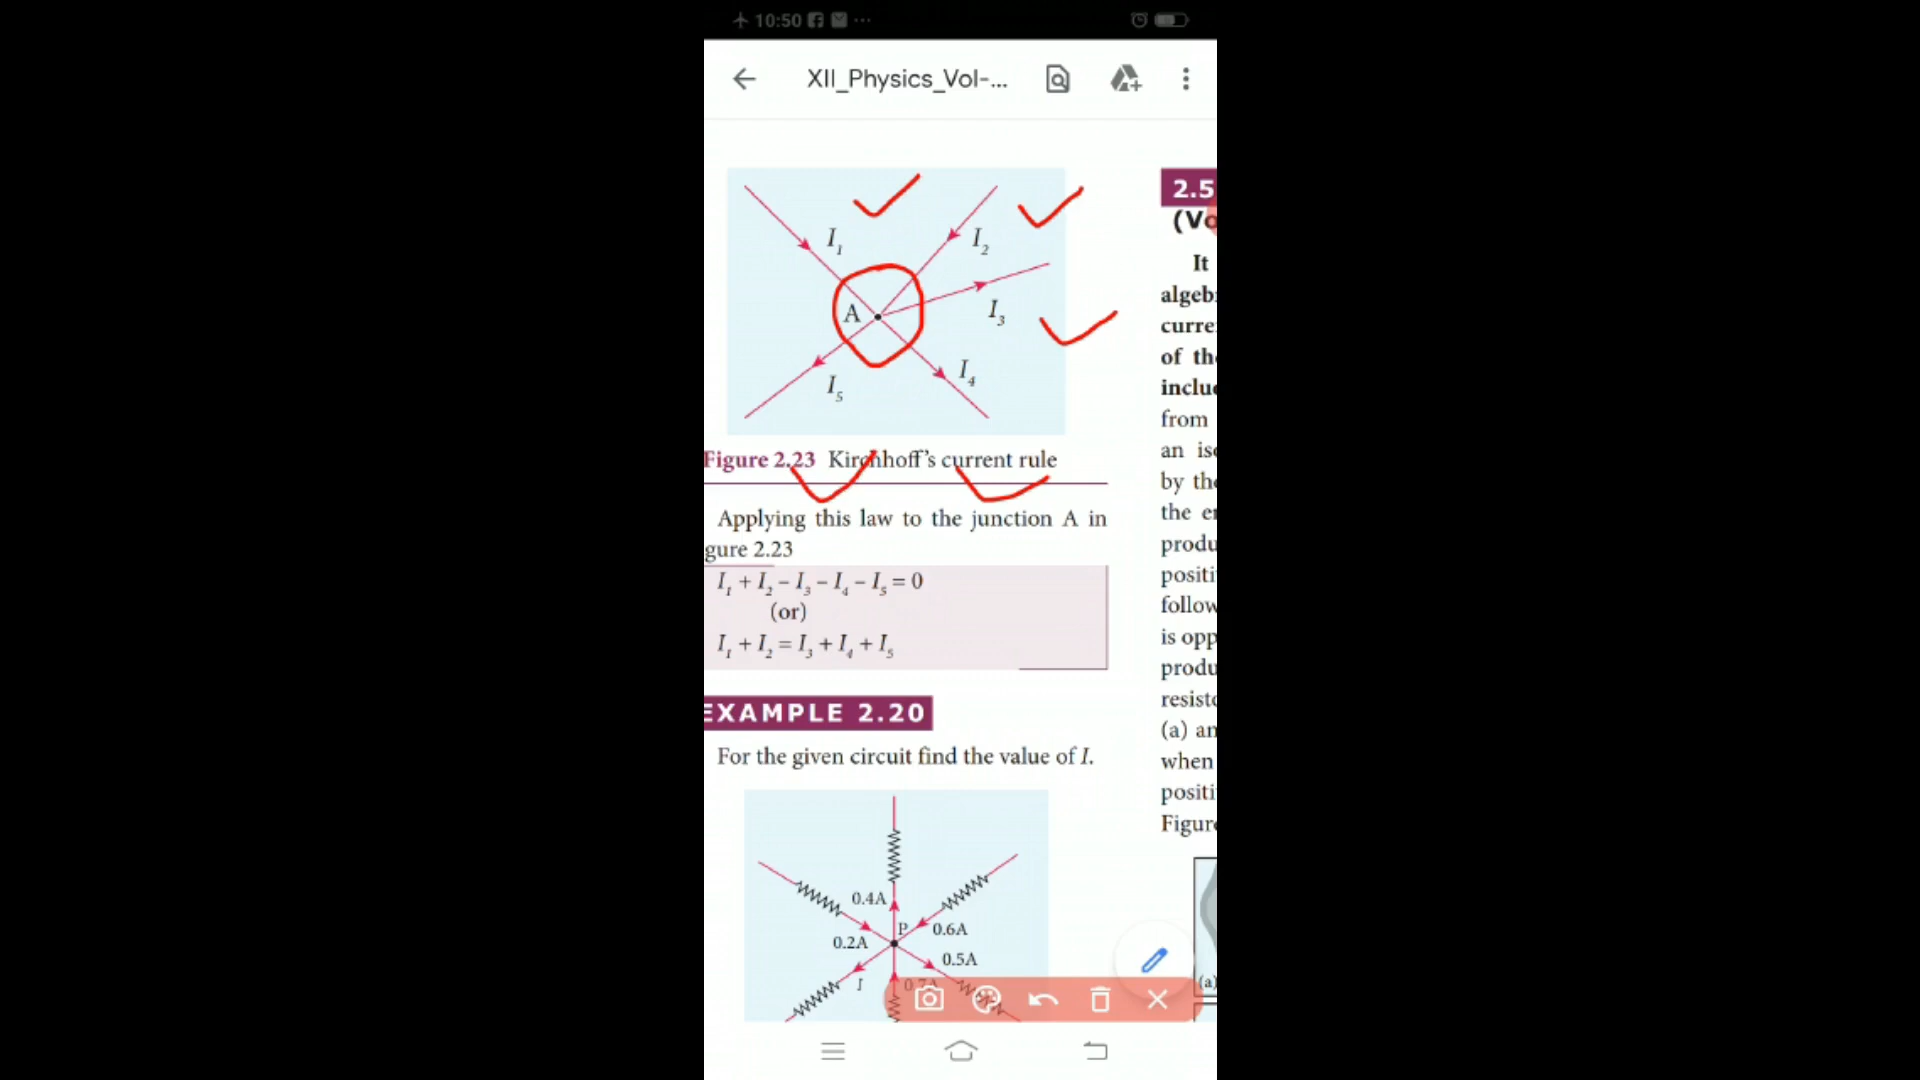 10:50
XII_Physics_Vol-...
I1
I2
A
I3
I4
I5
Figure 2.23 Kirchhoff's current rule
Applying this law to the junction A in
gure 2.23
I1 + I2 – I3 – I4 – I5 = 0
(or)
I1 + I2 = I3 + I4 + I5
EXAMPLE 2.20
For the given circuit find the value of I.
0.4A
P
0.6A
0.2A
0.5A
I
0.7A
2.5
(Vo
It
algeb
curre
of th
inclu
from
an is
by th
the e
produ
positi
follow
is opp
produ
resist
(a) an
when
positi
Figur
(a)